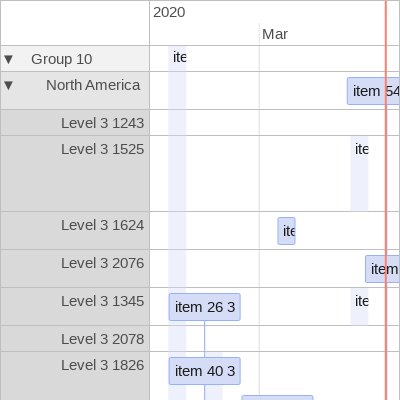 2020
Mar
▼ Group 10 ite
▼ North America item 54
Level 3 1243
Level 3 1525 ite
Level 3 1624 ite
Level 3 2076 item
Level 3 1345 item 26 3 ite
Level 3 2078
Level 3 1826 item 40 3